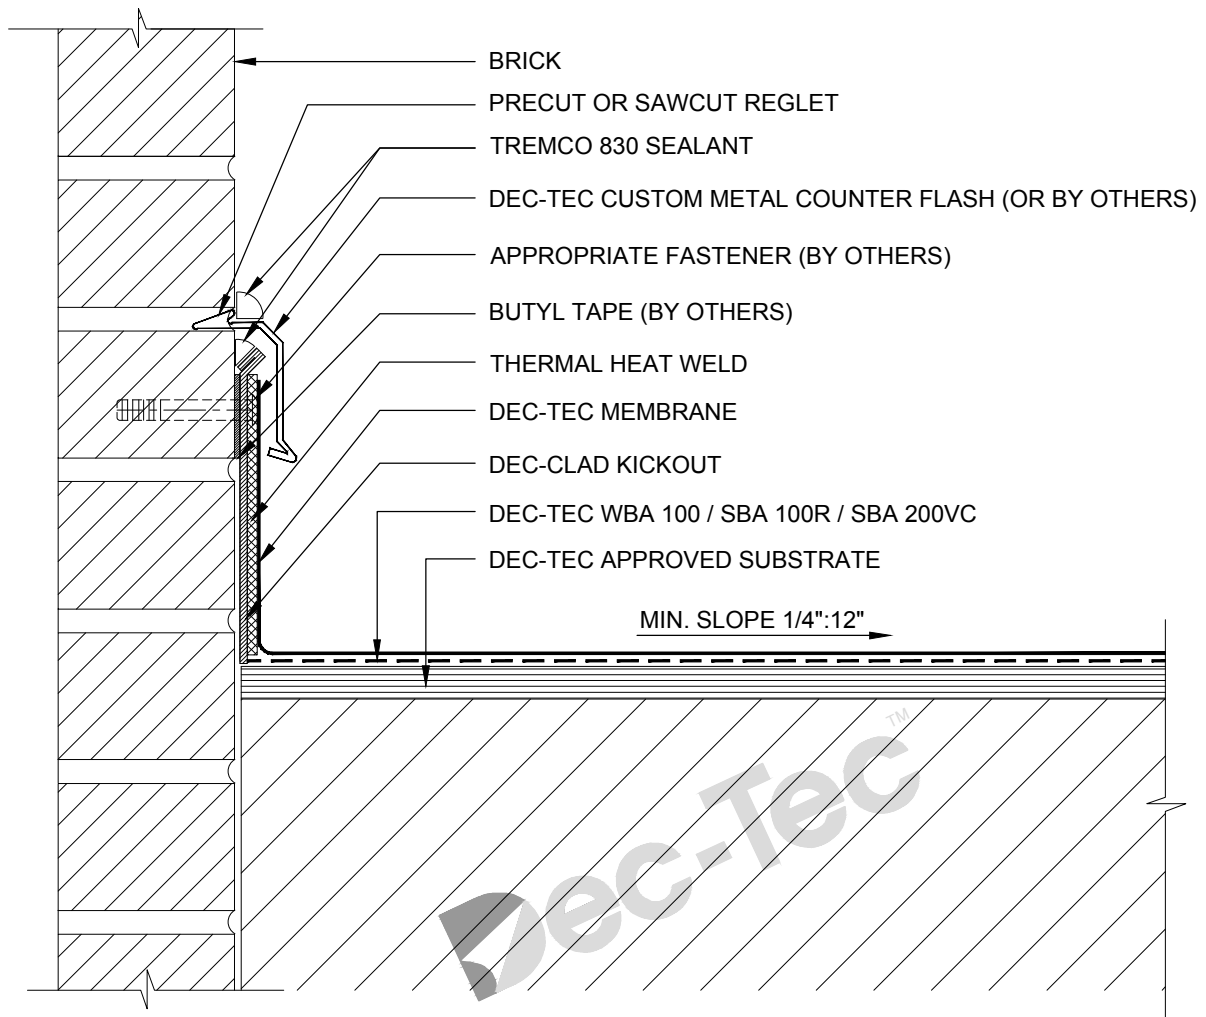 BRICK
PRECUT OR SAWCUT REGLET
TREMCO 830 SEALANT
DEC-TEC CUSTOM METAL COUNTER FLASH (OR BY OTHERS)
APPROPRIATE FASTENER (BY OTHERS)
BUTYL TAPE (BY OTHERS)
THERMAL HEAT WELD
DEC-TEC MEMBRANE
DEC-CLAD KICKOUT
DEC-TEC WBA 100 / SBA 100R / SBA 200VC
DEC-TEC APPROVED SUBSTRATE
MIN. SLOPE 1/4":12"
Dec-Tec™